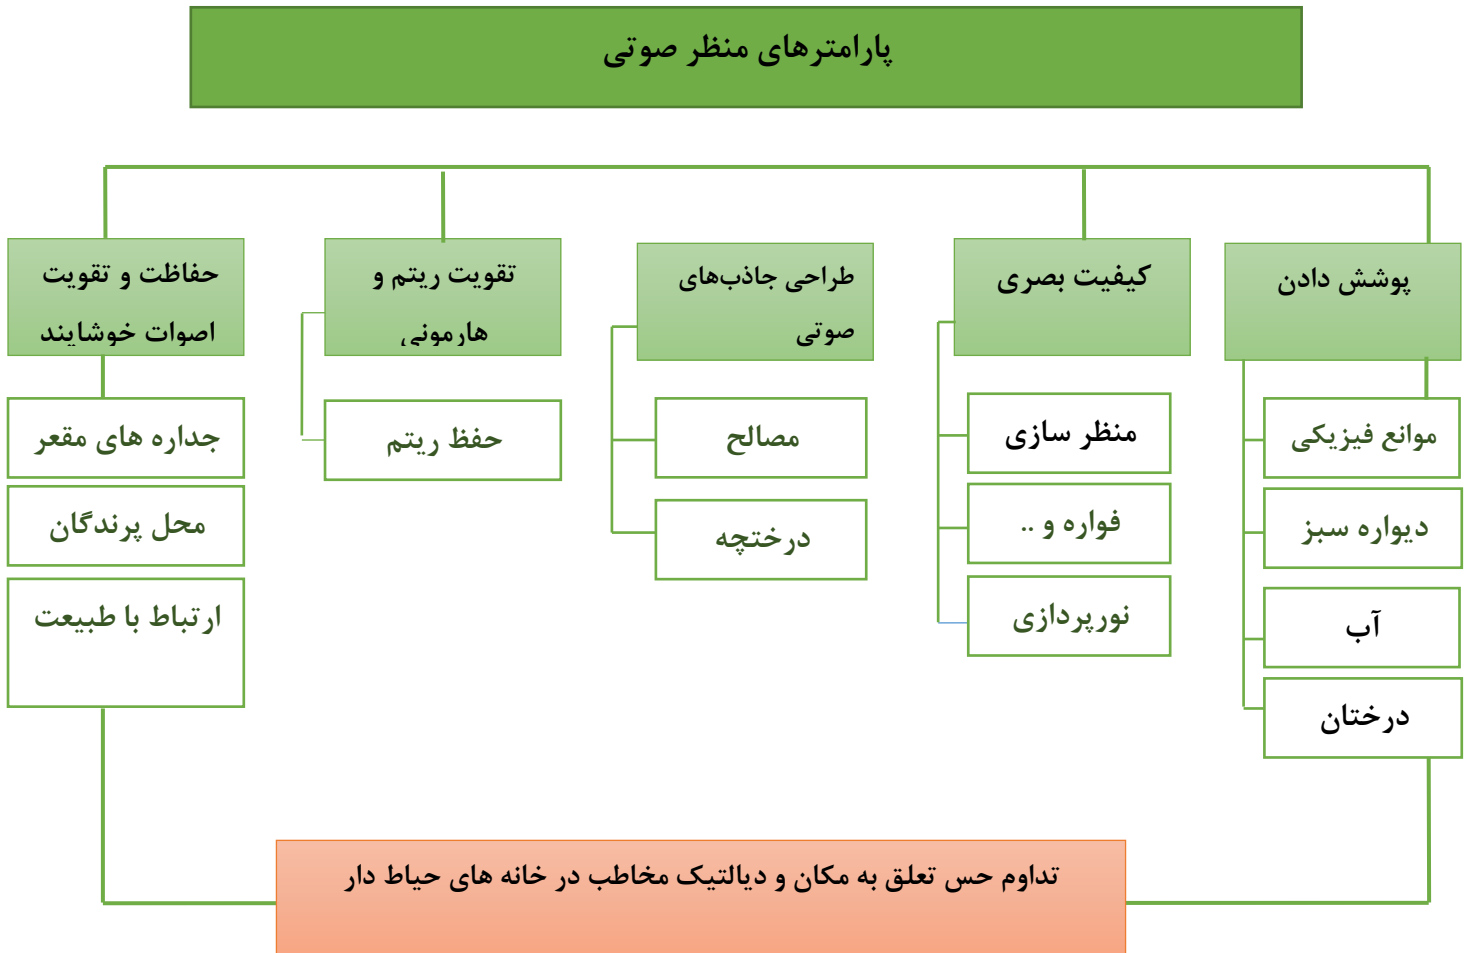 پارامترهای منظر صوتی
پوشش دادن
موانع فیزیکی
دیواره سبز
آب
درختان
کیفیت بصری
منظر سازی
فواره و ..
نورپردازی
طراحی جاذب‌های
صوتی
مصالح
درختچه
تقویت ریتم و
هارمونی
حفظ ریتم
حفاظت و تقویت
اصوات خوشایند
جداره های مقعر
محل پرندگان
ارتباط با طبیعت
تداوم حس تعلق به مکان و دیالتیک مخاطب در خانه های حیاط دار